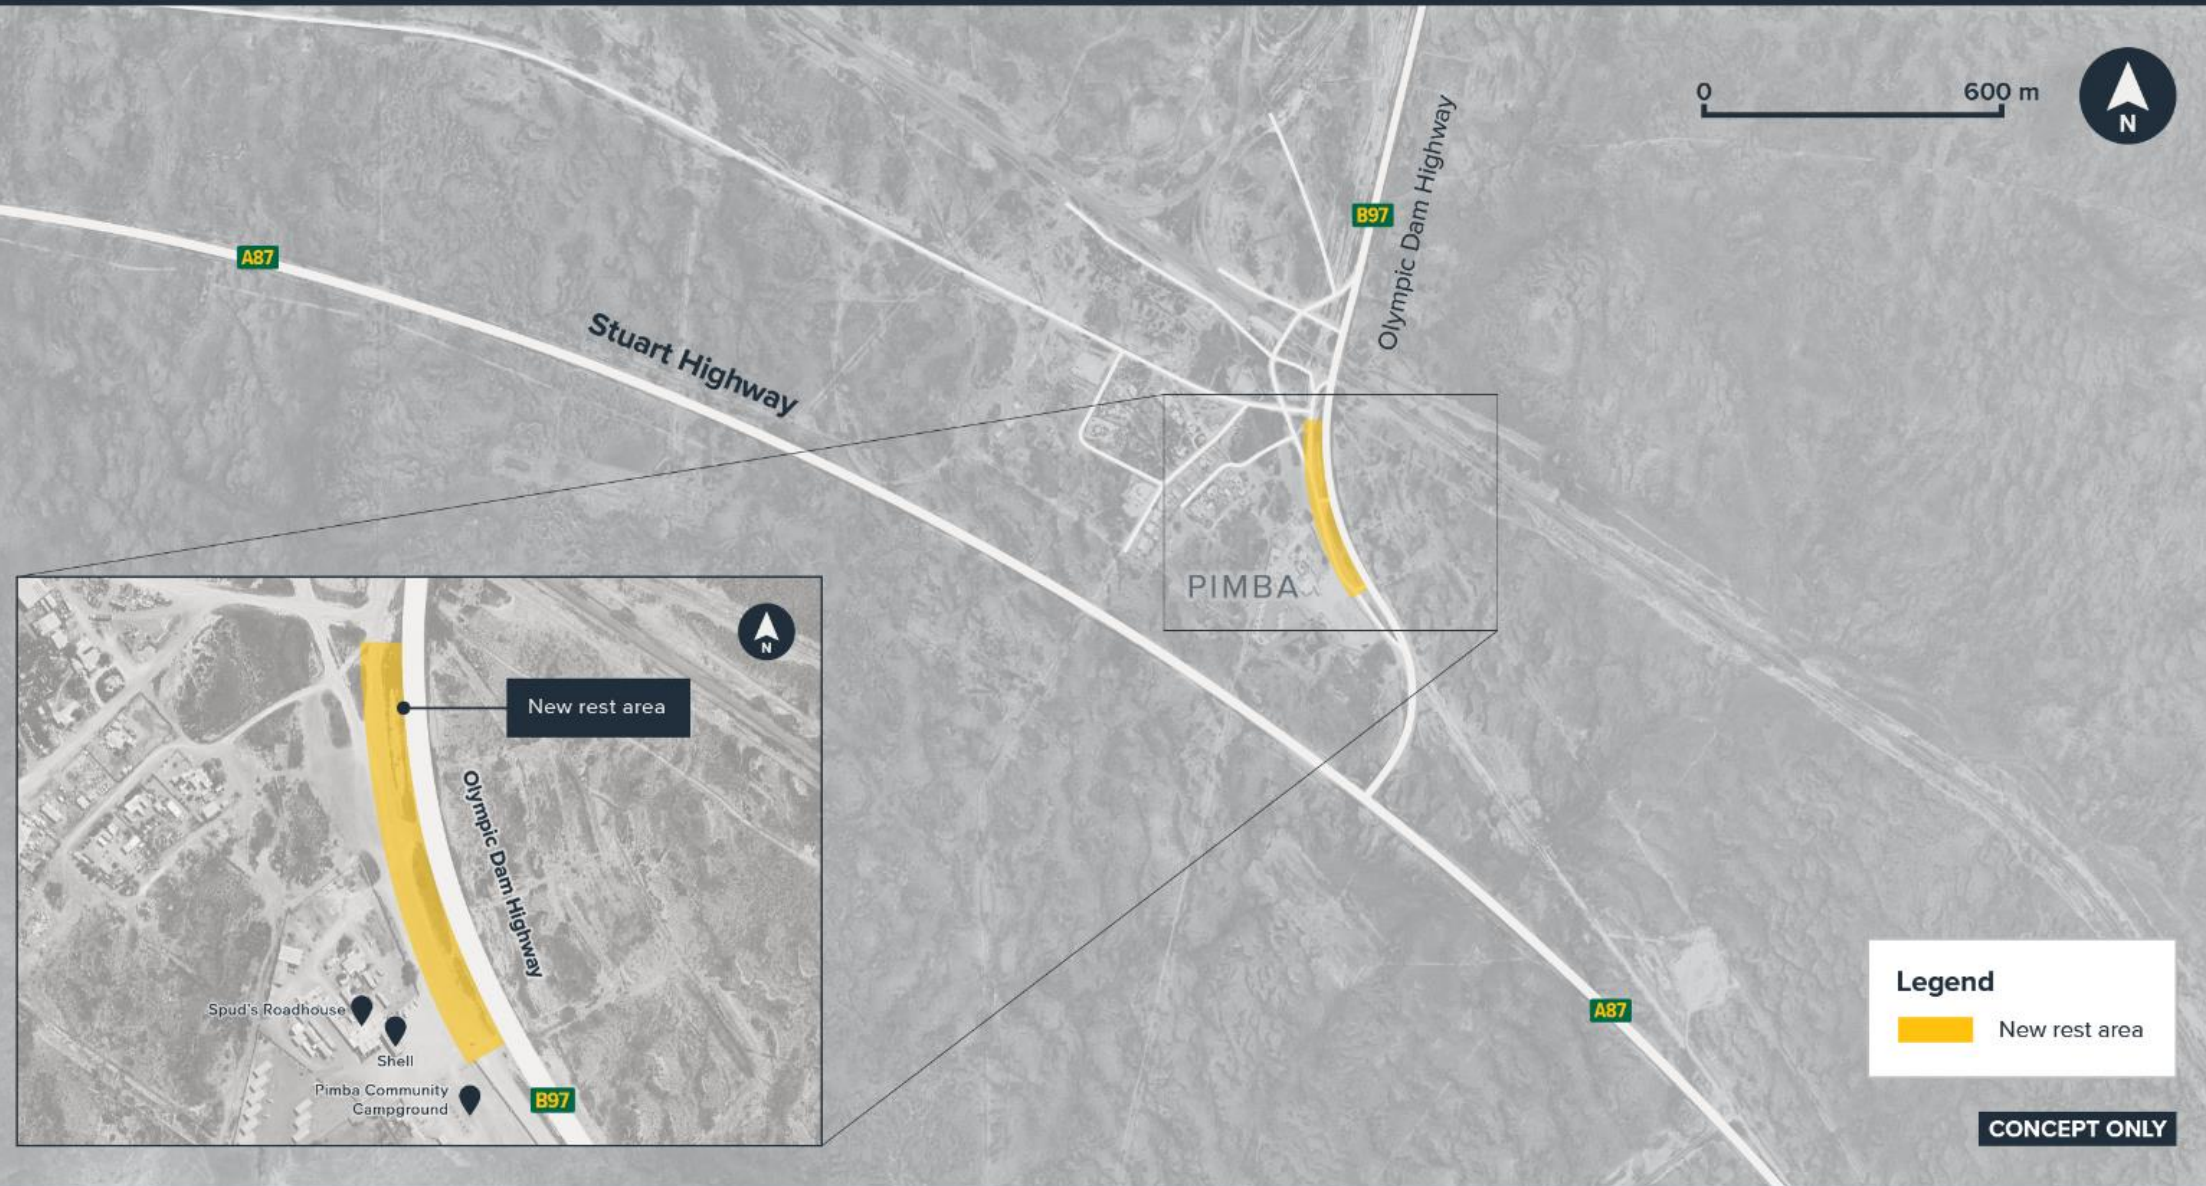 0 600 m
N
B97
Olympic Dam Highway
A87
Stuart Highway
PIMBA
N
New rest area
Olympic Dam Highway
Spud's Roadhouse
Shell
Pimba Community
Campground
B97
A87
Legend
New rest area
CONCEPT ONLY